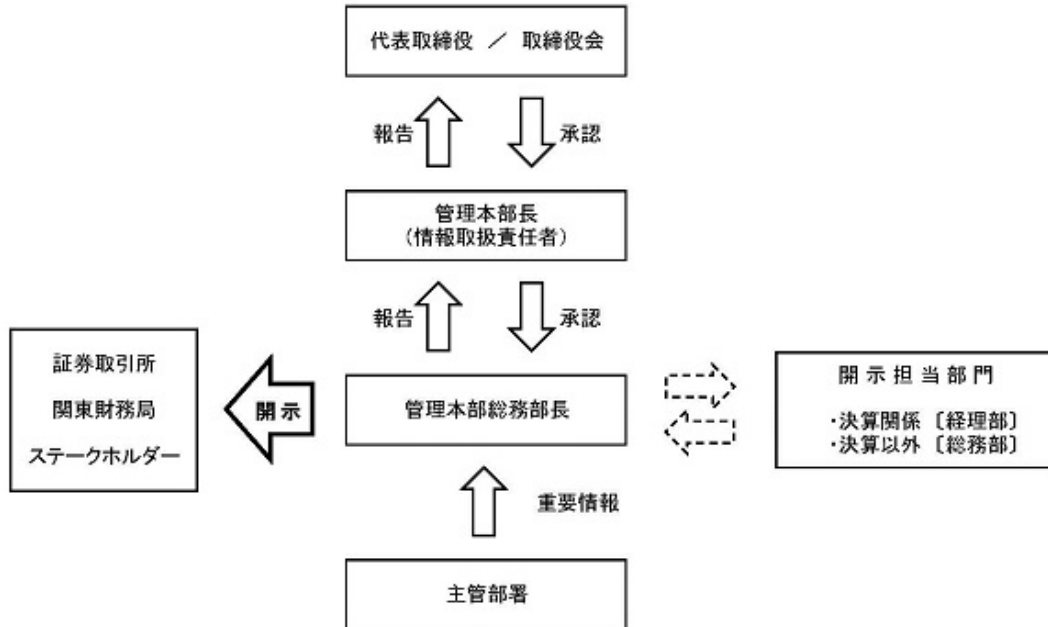 代表取締役 ／ 取締役会
報告
承認
管理本部長
（情報取扱責任者）
報告
承認
証券取引所
関東財務局
ステークホルダー
開示
管理本部総務部長
開示担当部門
・決算関係〔経理部〕
・決算以外〔総務部〕
重要情報
主管部署